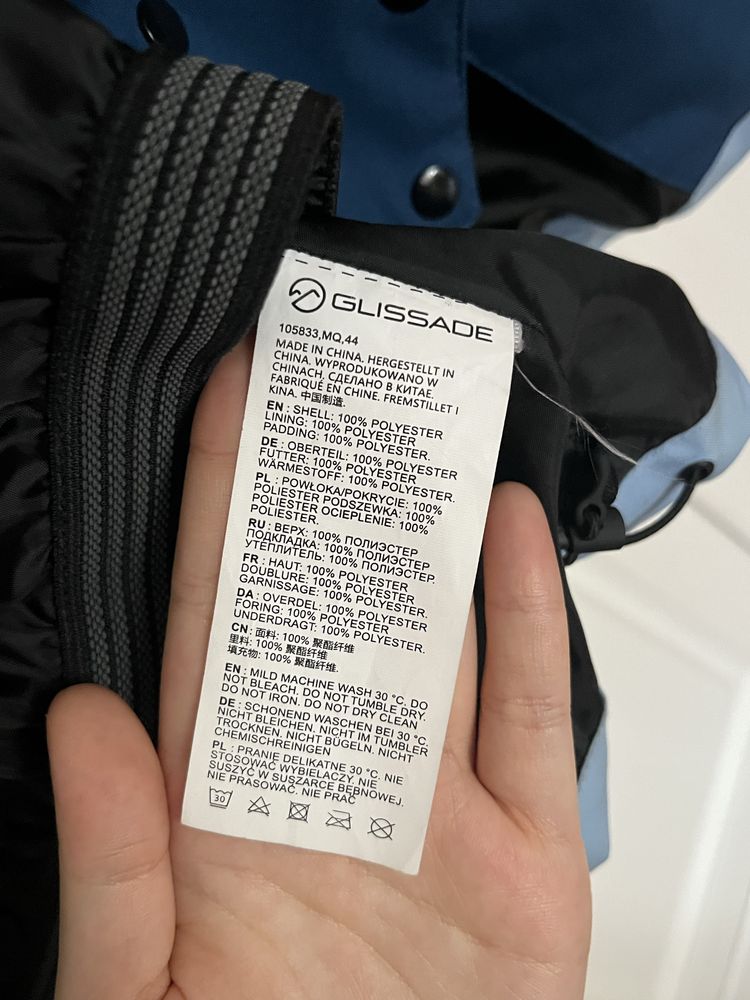 GLISSADE
105833,MQ,44
MADE IN CHINA. HERGESTELLT IN
CHINA. WYPRODUKOWANO W
CHINACH. СДЕЛАНО В КИТАЕ.
FABRIQUÉ EN CHINE. FREMSTILLET I
KINA. 中国制造.
EN : SHELL: 100% POLYESTER
LINING: 100% POLYESTER
PADDING: 100% POLYESTER.
DE : OBERTEIL: 100% POLYESTER
FUTTER: 100% POLYESTER
WÄRMESTOFF: 100% POLYESTER.
PL : POWŁOKA/POKRYCIE: 100%
POLIESTER PODSZEWKA: 100%
POLIESTER OCIEPLENIE: 100%
POLIESTER.
RU : ВЕРХ: 100% ПОЛИЭСТЕР
ПОДКЛАДКА: 100% ПОЛИЭСТЕР
УТЕПЛИТЕЛЬ: 100% ПОЛИЭСТЕР.
FR : HAUT: 100% POLYESTER
DOUBLURE: 100% POLYESTER
GARNISSAGE: 100% POLYESTER.
DA : OVERDEL: 100% POLYESTER
FORING: 100% POLYESTER
UNDERDRAGT: 100% POLYESTER.
CN : 面料: 100% 聚酯纤维
里料: 100% 聚酯纤维
填充物: 100% 聚酯纤维.
EN : MILD MACHINE WASH 30 °C. DO
NOT BLEACH. DO NOT TUMBLE DRY.
DO NOT IRON. DO NOT DRY CLEAN
DE : SCHONEND WASCHEN BEI 30 °C.
NICHT BLEICHEN. NICHT IM TUMBLER
TROCKNEN. NICHT BÜGELN. NICHT
CHEMISCHREINIGEN
PL : PRANIE DELIKATNE 30 °C. NIE
STOSOWAĆ WYBIELACZY. NIE
SUSZYĆ W SUSZARCE BĘBNOWEJ.
NIE PRASOWAĆ. NIE PRAĆ
30